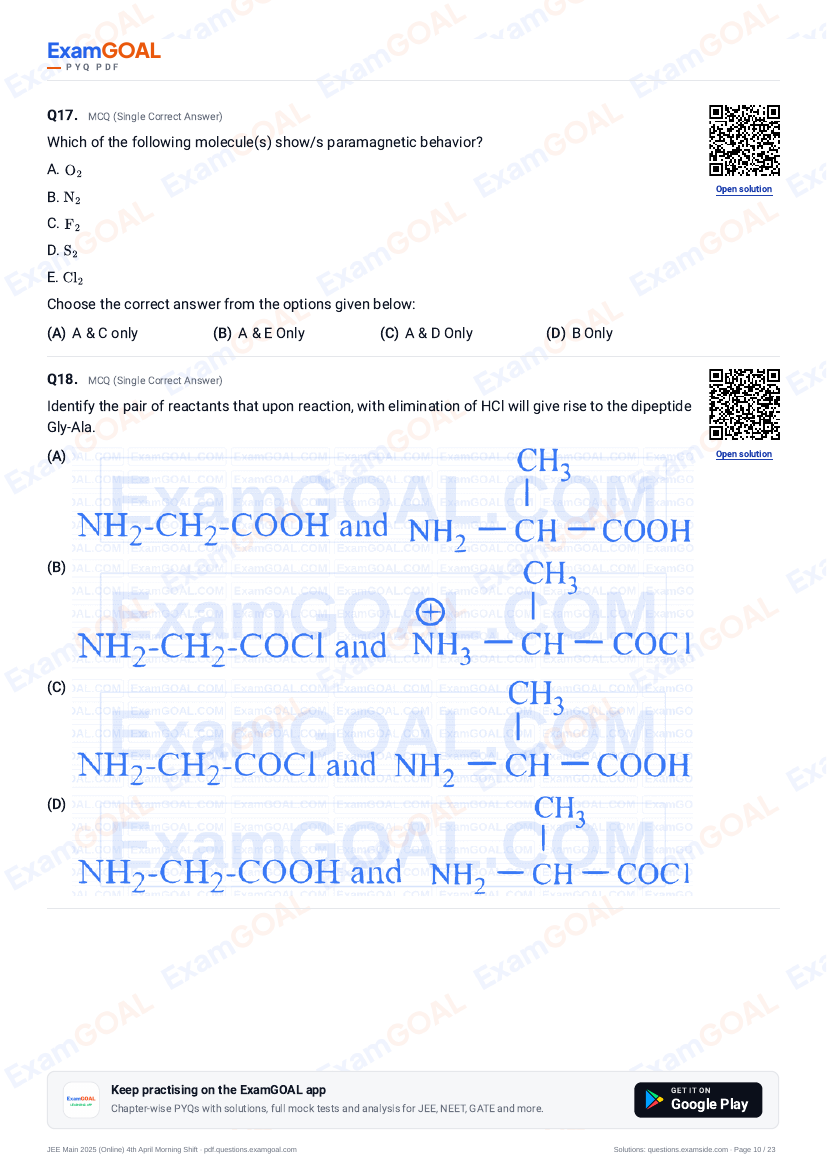 ExamGOAL
PYQ PDF
Q17. MCQ (Single Correct Answer)
Which of the following molecule(s) show/s paramagnetic behavior?
A. O₂
B. N₂
C. F₂
D. S₂
E. Cl₂
Choose the correct answer from the options given below:
(A) A & C only (B) A & E Only (C) A & D Only (D) B Only
Open solution
Q18. MCQ (Single Correct Answer)
Identify the pair of reactants that upon reaction, with elimination of HCl will give rise to the dipeptide
Gly-Ala.
Open solution
(A)
CH₃
|
NH₂-CH₂-COOH and NH₂ — CH — COOH
(B)
CH₃
⊕ |
NH₂-CH₂-COCl and NH₃ — CH — COCl
(C)
CH₃
|
NH₂-CH₂-COCl and NH₂ — CH — COOH
(D)
CH₃
|
NH₂-CH₂-COOH and NH₂ — CH — COCl
ExamGOAL
Keep practising on the ExamGOAL app
Chapter-wise PYQs with solutions, full mock tests and analysis for JEE, NEET, GATE and more.
GET IT ON
Google Play
JEE Main 2025 (Online) 4th April Morning Shift · pdf.questions.examgoal.com
Solutions: questions.examside.com · Page 10 / 23